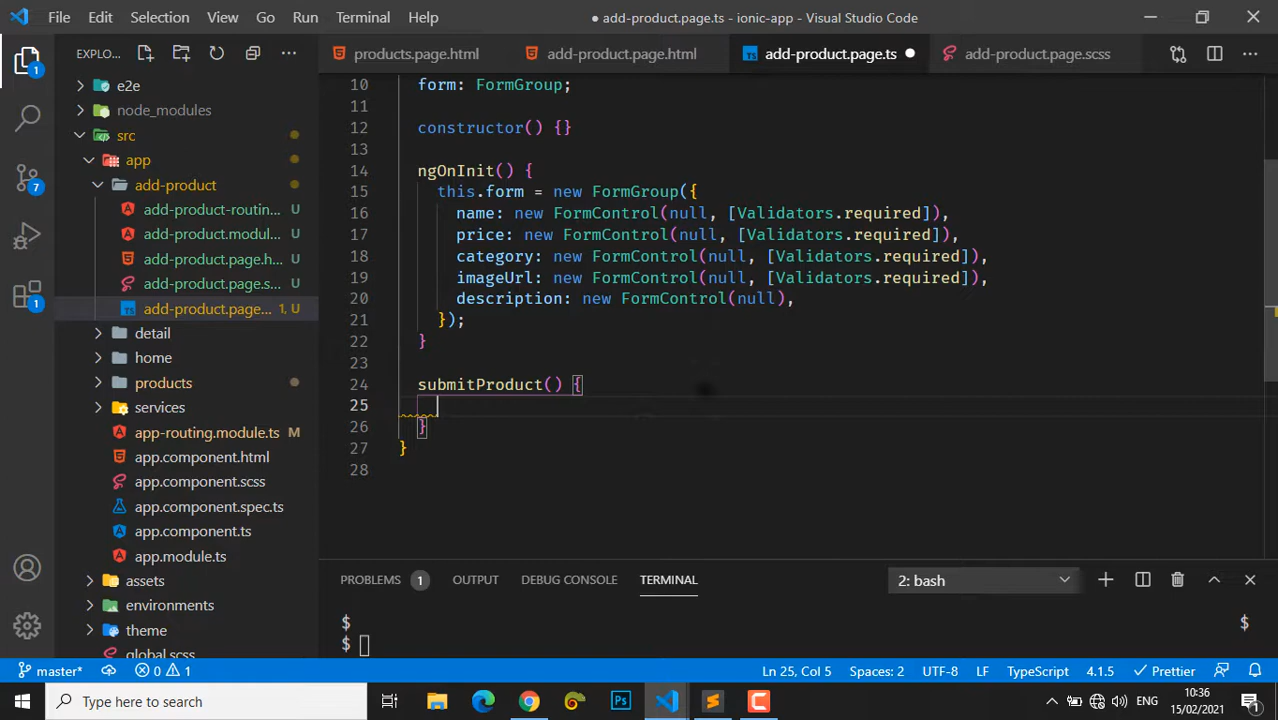 File Edit Selection View Go Run Terminal Help
● add-product.page.ts - ionic-app - Visual Studio Code
EXPLO...
products.page.html
add-product.page.html
add-product.page.ts
add-product.page.scss
e2e
node_modules
src
app
add-product
add-product-routin... U
add-product.modul... U
add-product.page.h... U
add-product.page.s... U
add-product.page... 1, U
detail
home
products
services
app-routing.module.ts M
app.component.html
app.component.scss
app.component.spec.ts
app.component.ts
app.module.ts
assets
environments
theme
global.scss
1
7
1
10 form: FormGroup;
11
12 constructor() {}
13
14 ngOnInit() {
15 this.form = new FormGroup({
16 name: new FormControl(null, [Validators.required]),
17 price: new FormControl(null, [Validators.required]),
18 category: new FormControl(null, [Validators.required]),
19 imageUrl: new FormControl(null, [Validators.required]),
20 description: new FormControl(null),
21 });
22 }
23
24 submitProduct() {
25
26 }
27 }
28
PROBLEMS 1 OUTPUT DEBUG CONSOLE TERMINAL 2: bash
$ $
$
master* 0 1 Ln 25, Col 5 Spaces: 2 UTF-8 LF TypeScript 4.1.5 Prettier
Type here to search
Ps
ENG
10:36
15/02/2021
1